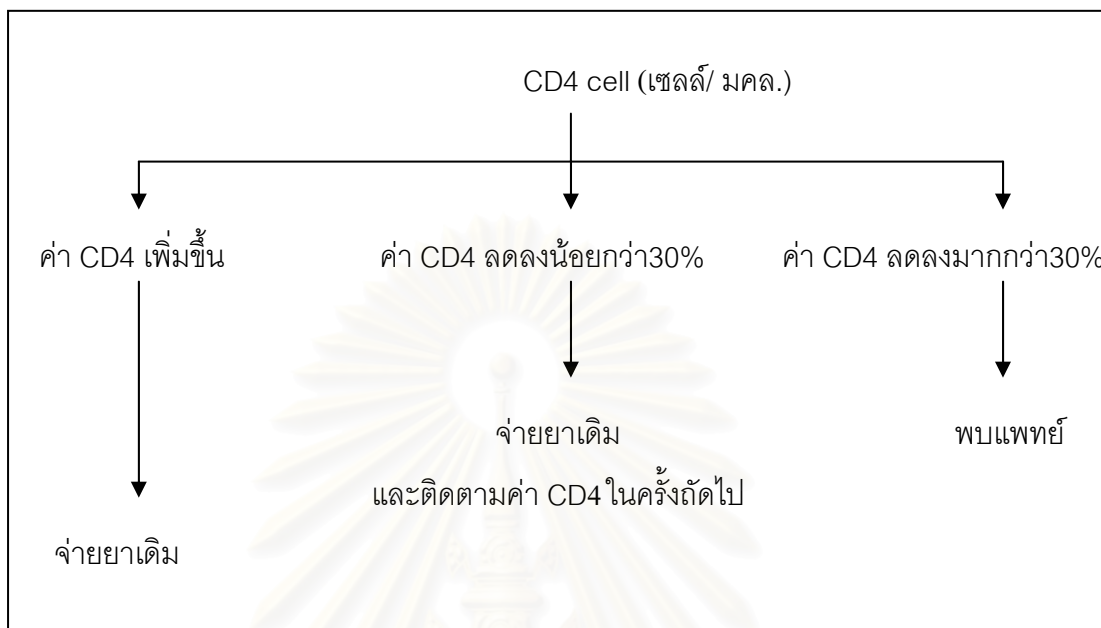 CD4 cell (เซลล์/ มคล.)
ค่า CD4 เพิ่มขึ้น
ค่า CD4 ลดลงน้อยกว่า30%
ค่า CD4 ลดลงมากกว่า30%
จ่ายยาเดิม
และติดตามค่า CD4 ในครั้งถัดไป
พบแพทย์
จ่ายยาเดิม